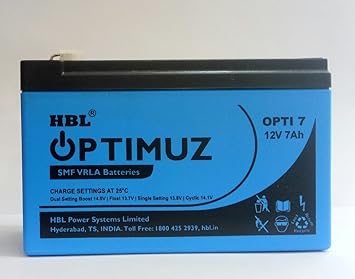 HBL®
OPTIMUZ
SMF VRLA Batteries
OPTI 7
12V 7Ah
CHARGE SETTINGS AT 25°C
Dual Setting Boost 14.5V | Float 13.7V | Single Setting 13.8V | Cyclic 14.1V
HBL Power Systems Limited
Hyderabad, TS, INDIA. Toll Free: 1800 425 2939, hbl.in